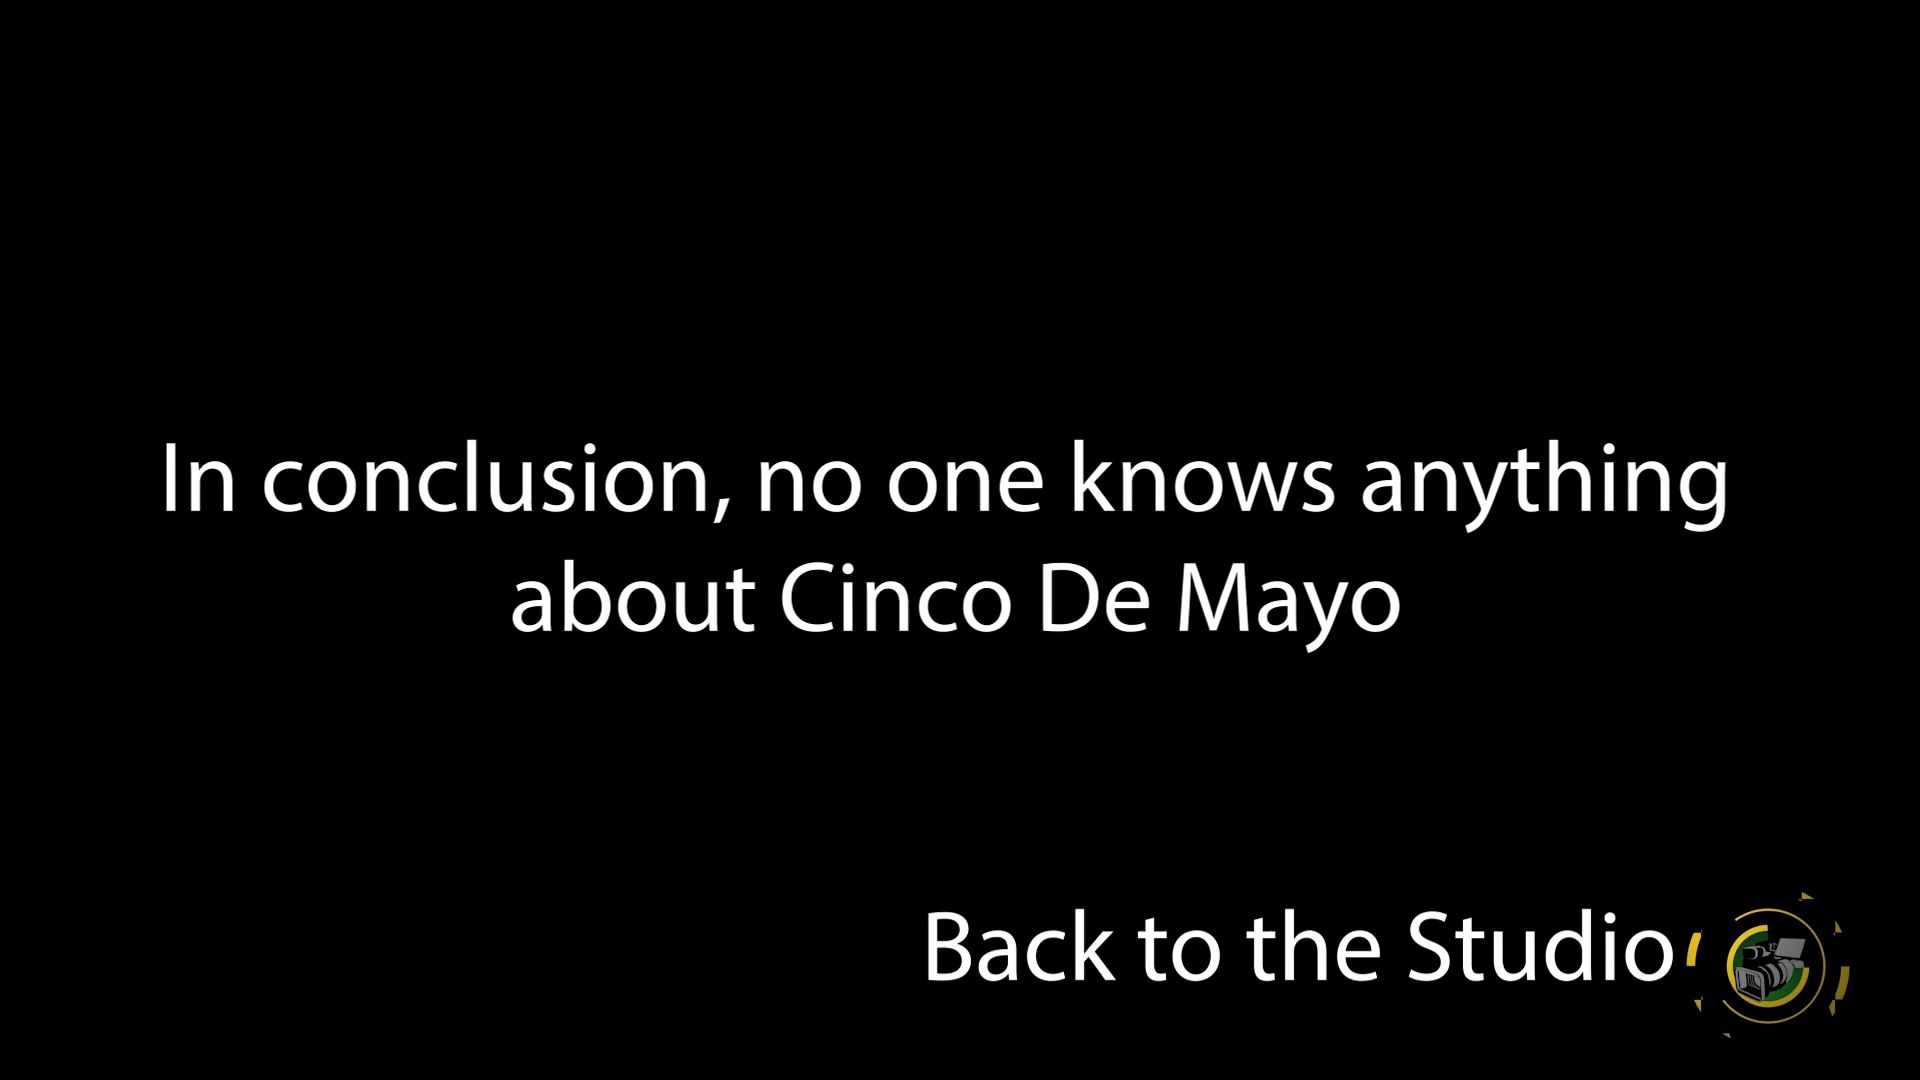 In conclusion, no one knows anything
about Cinco De Mayo
Back to the Studio